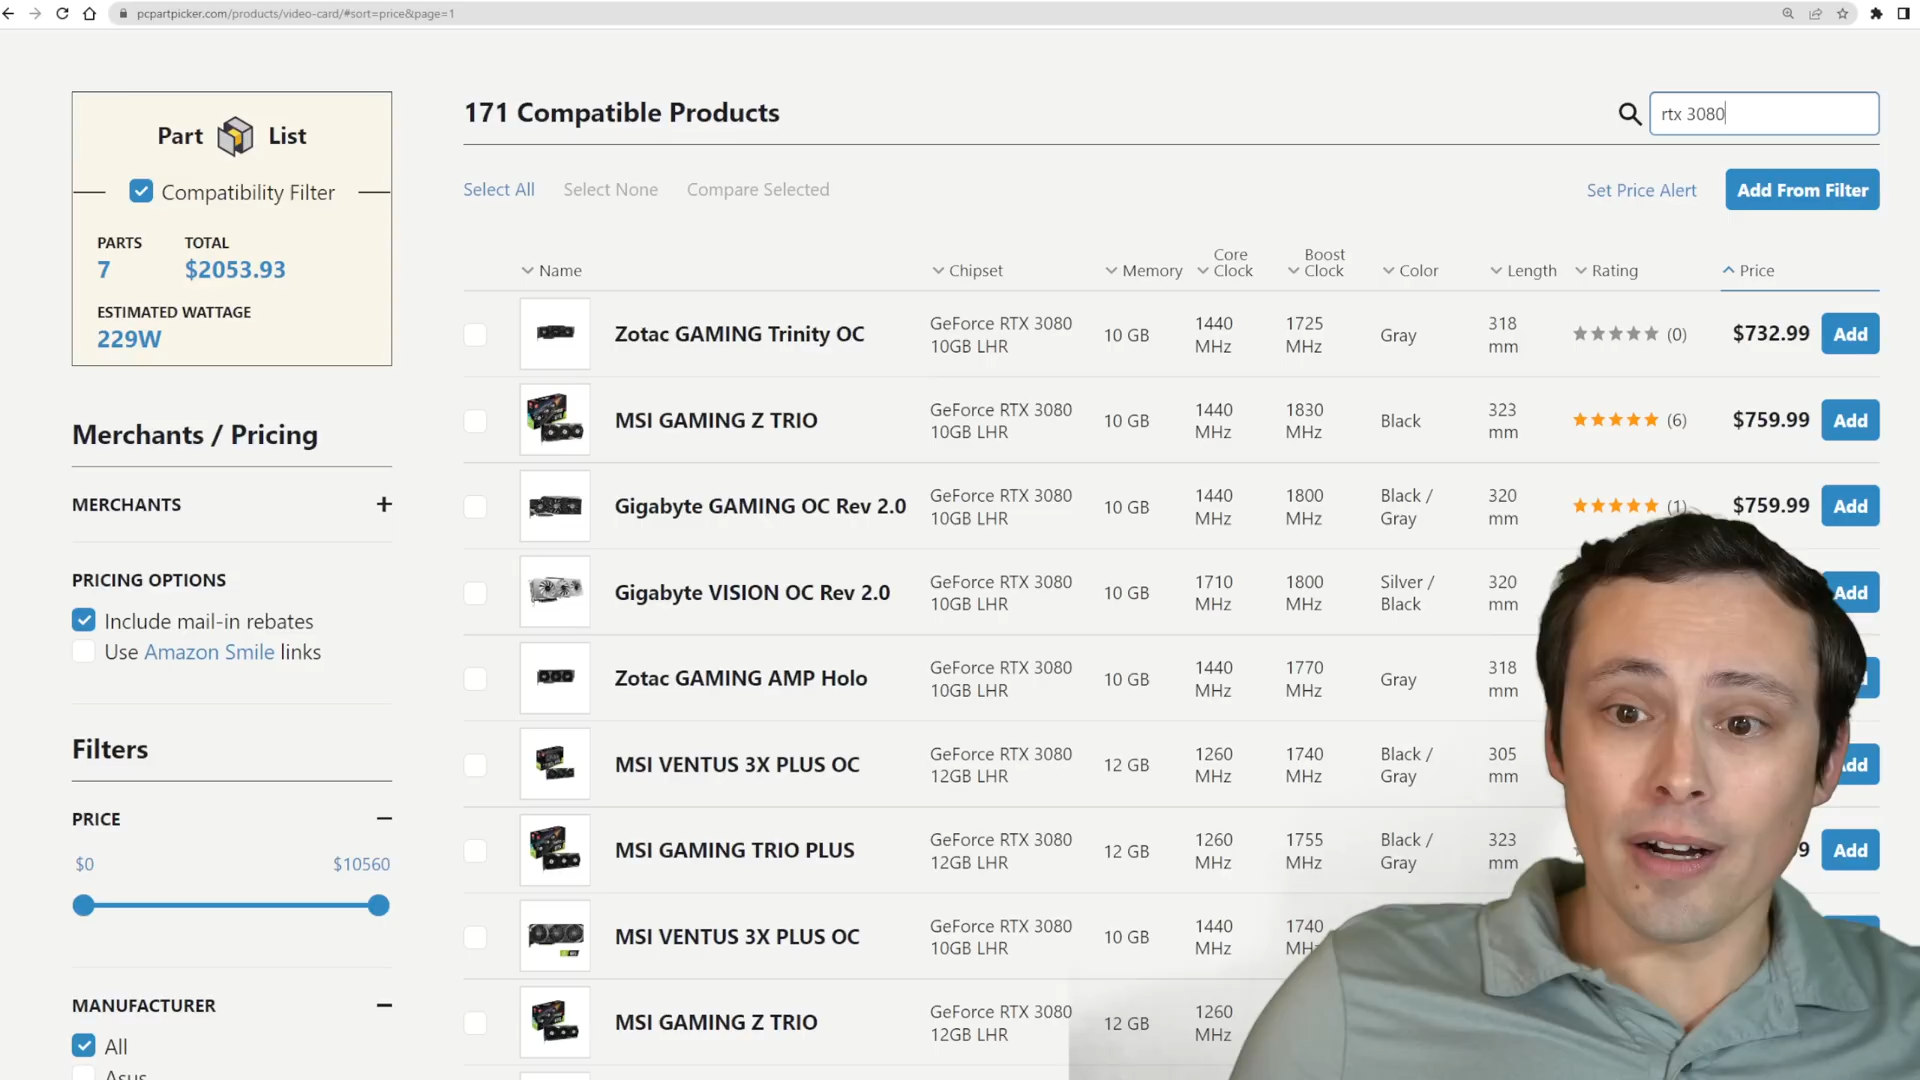 pcpartpicker.com/products/video-card/#sort=price&page=1
Part List
Compatibility Filter
PARTS TOTAL
7 $2053.93
ESTIMATED WATTAGE
229W
Merchants / Pricing
MERCHANTS
PRICING OPTIONS
Include mail-in rebates
Use Amazon Smile links
Filters
PRICE
$0 $10560
MANUFACTURER
All
Asus
171 Compatible Products
rtx 3080
Select All Select None Compare Selected
Set Price Alert Add From Filter
Name Chipset Memory Core Clock Boost Clock Color Length Rating Price
Zotac GAMING Trinity OC GeForce RTX 3080 10GB LHR 10 GB 1440 MHz 1725 MHz Gray 318 mm (0) $732.99 Add
MSI GAMING Z TRIO GeForce RTX 3080 10GB LHR 10 GB 1440 MHz 1830 MHz Black 323 mm (6) $759.99 Add
Gigabyte GAMING OC Rev 2.0 GeForce RTX 3080 10GB LHR 10 GB 1440 MHz 1800 MHz Black / Gray 320 mm (1) $759.99 Add
Gigabyte VISION OC Rev 2.0 GeForce RTX 3080 10GB LHR 10 GB 1710 MHz 1800 MHz Silver / Black 320 mm Add
Zotac GAMING AMP Holo GeForce RTX 3080 10GB LHR 10 GB 1440 MHz 1770 MHz Gray 318 mm
MSI VENTUS 3X PLUS OC GeForce RTX 3080 12GB LHR 12 GB 1260 MHz 1740 MHz Black / Gray 305 mm
MSI GAMING TRIO PLUS GeForce RTX 3080 12GB LHR 12 GB 1260 MHz 1755 MHz Black / Gray 323 mm 9 Add
MSI VENTUS 3X PLUS OC GeForce RTX 3080 10GB LHR 10 GB 1440 MHz 1740
MSI GAMING Z TRIO GeForce RTX 3080 12GB LHR 12 GB 1260 MHz